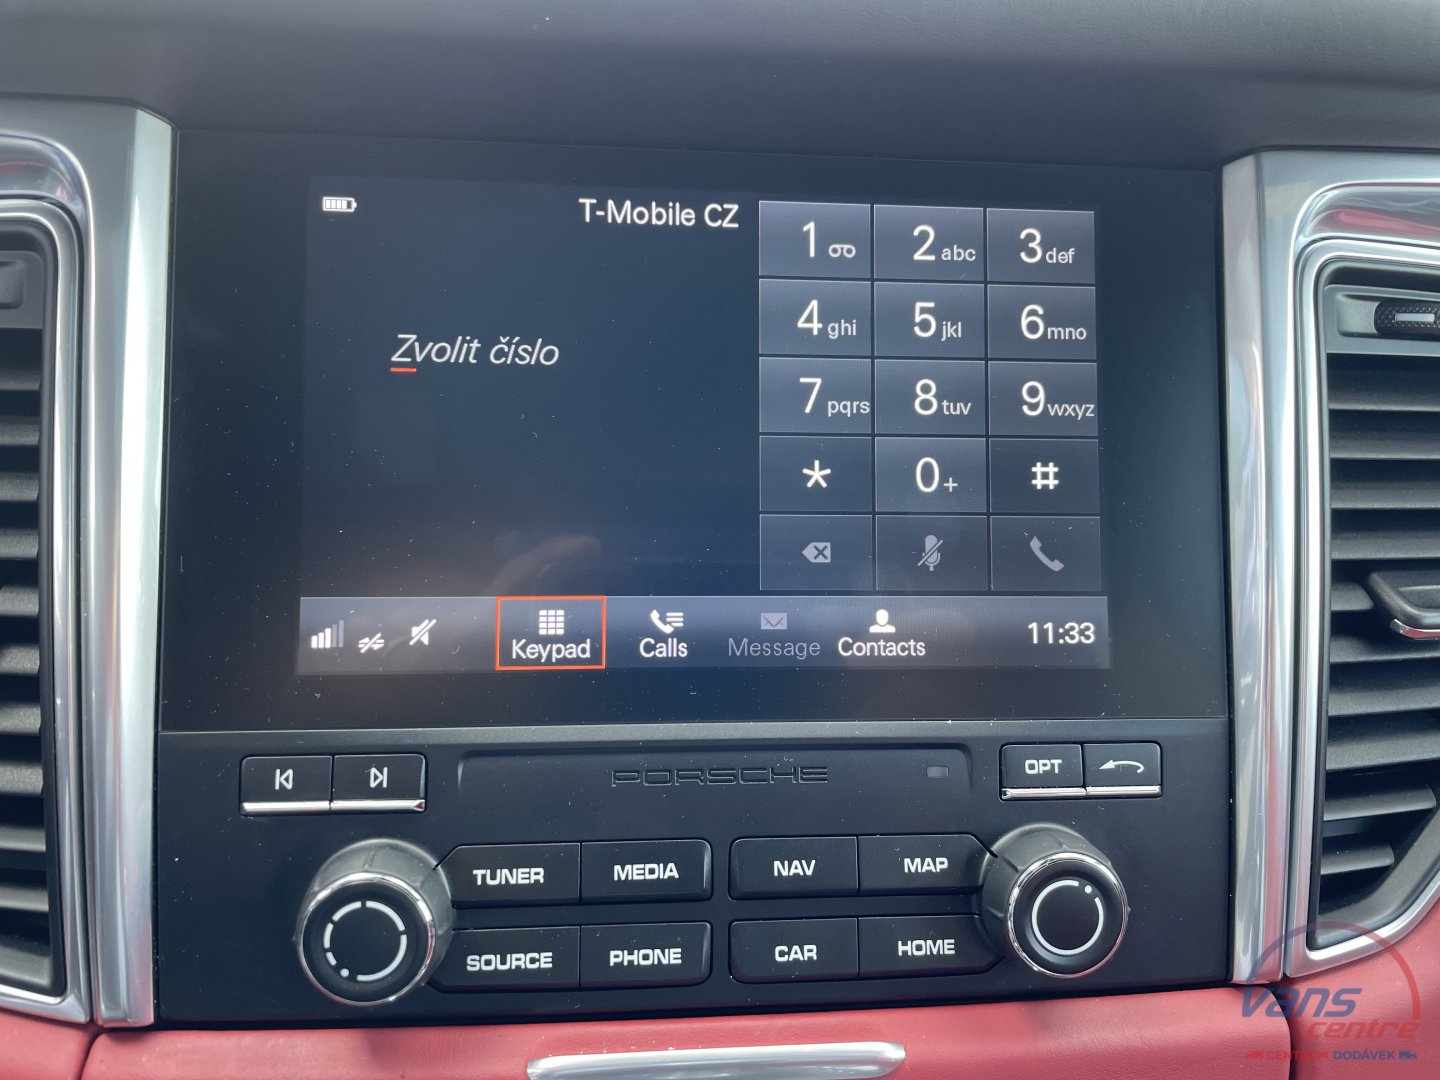 T-Mobile CZ
Zvolit číslo
1
2 abc
3 def
4 ghi
5 jkl
6 mno
7 pqrs
8 tuv
9 wxyz
*
0 +
#
Keypad
Calls
Message
Contacts
11:33
PORSCHE
OPT
TUNER
MEDIA
NAV
MAP
SOURCE
PHONE
CAR
HOME
vans
centre
CENTRUM DODÁVEK